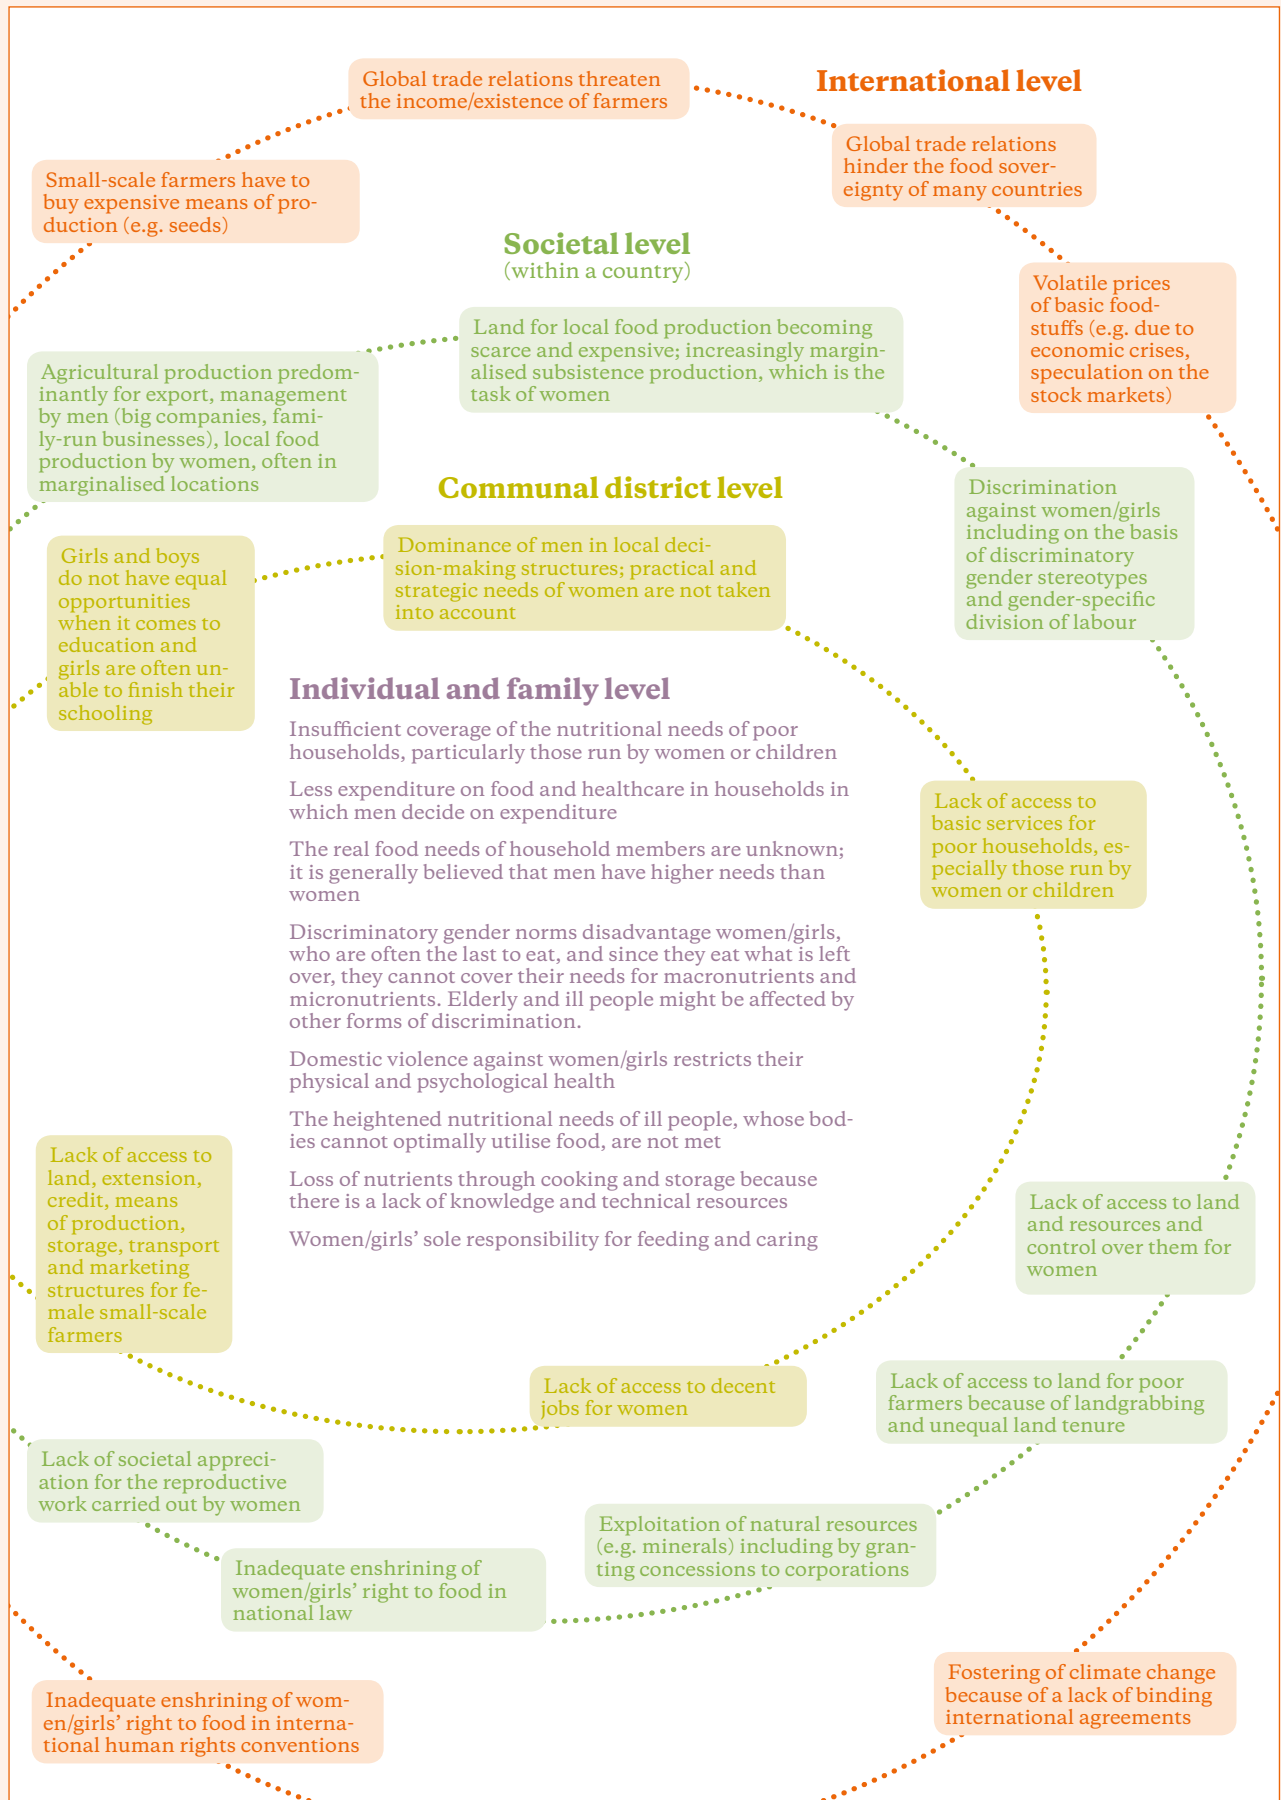 Global trade relations threaten
the income/existence of farmers
International level
Global trade relations
hinder the food sover-
eignty of many countries
Small-scale farmers have to
buy expensive means of pro-
duction (e.g. seeds)
Volatile prices
of basic food-
stuffs (e.g. due to
economic crises,
speculation on the
stock markets)
Societal level
(within a country)
Land for local food production becoming
scarce and expensive; increasingly margin-
alised subsistence production, which is the
task of women
Agricultural production predom-
inantly for export, management
by men (big companies, fami-
ly-run businesses), local food
production by women, often in
marginalised locations
Discrimination
against women/girls
including on the basis
of discriminatory
gender stereotypes
and gender-specific
division of labour
Communal district level
Girls and boys
do not have equal
opportunities
when it comes to
education and
girls are often un-
able to finish their
schooling
Dominance of men in local deci-
sion-making structures; practical and
strategic needs of women are not taken
into account
Lack of access to
basic services for
poor households, es-
pecially those run by
women or children
Individual and family level
Insufficient coverage of the nutritional needs of poor
households, particularly those run by women or children
Less expenditure on food and healthcare in households in
which men decide on expenditure
The real food needs of household members are unknown;
it is generally believed that men have higher needs than
women
Discriminatory gender norms disadvantage women/girls,
who are often the last to eat, and since they eat what is left
over, they cannot cover their needs for macronutrients and
micronutrients. Elderly and ill people might be affected by
other forms of discrimination.
Domestic violence against women/girls restricts their
physical and psychological health
The heightened nutritional needs of ill people, whose bod-
ies cannot optimally utilise food, are not met
Loss of nutrients through cooking and storage because
there is a lack of knowledge and technical resources
Women/girls’ sole responsibility for feeding and caring
Lack of access to
land, extension,
credit, means
of production,
storage, transport
and marketing
structures for fe-
male small-scale
farmers
Lack of access to land
and resources and
control over them for
women
Lack of access to decent
jobs for women
Lack of access to land for poor
farmers because of landgrabbing
and unequal land tenure
Lack of societal appreci-
ation for the reproductive
work carried out by women
Exploitation of natural resources
(e.g. minerals) including by gran-
ting concessions to corporations
Inadequate enshrining of
women/girls’ right to food in
national law
Fostering of climate change
because of a lack of binding
international agreements
Inadequate enshrining of wom-
en/girls’ right to food in interna-
tional human rights conventions